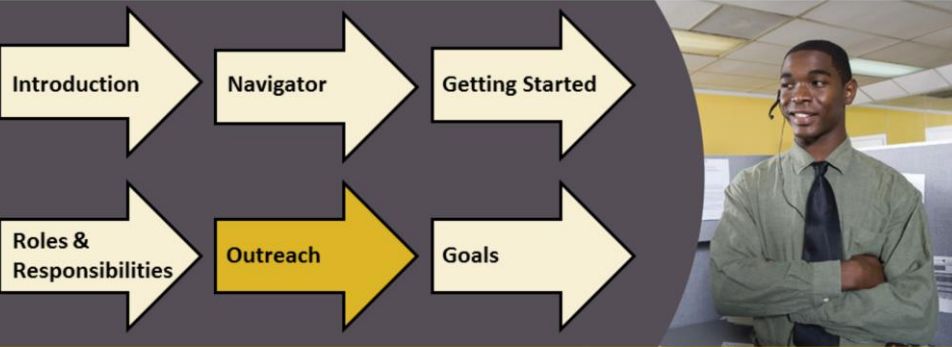 Introduction
Navigator
Getting Started
Roles &
Responsibilities
Outreach
Goals